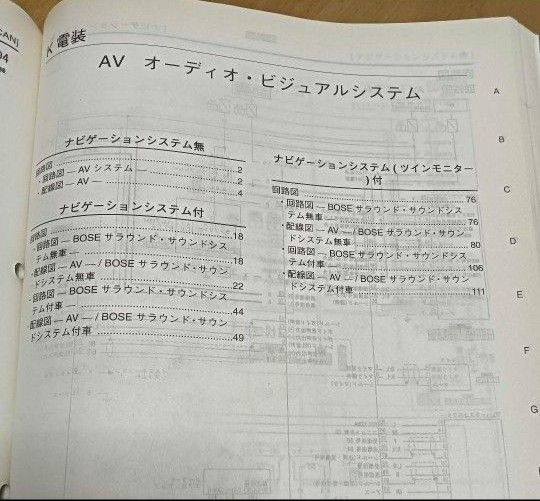 CAN)
04
K 電装
AV オーディオ・ビジュアルシステム
ナビゲーションシステム無
回路図 ........ 2
・回路図 — AV システム — ........ 2
・配線図 — AV — ........ 4
ナビゲーションシステム付
回路図 ........ 18
・回路図 — BOSE サラウンド・サウンドシス
テム無車 — ........ 18
・配線図 — AV — / BOSE サラウンド・サウン
ドシステム無車 ........ 22
・回路図 — BOSE サラウンド・サウンドシス
テム付車 — ........ 44
・配線図 — AV — / BOSE サラウンド・サウン
ドシステム付車 ........ 49
ナビゲーションシステム ( ツインモニター
) 付
回路図 ........ 76
・回路図 — BOSE サラウンド・サウンドシス
テム無車 — ........ 76
・配線図 — AV — / BOSE サラウンド・サウン
ドシステム無車 ........ 80
・回路図 — BOSE サラウンド・サウンドシス
テム付車 — ........ 106
・配線図 — AV — / BOSE サラウンド・サウン
ドシステム付車 ........ 111
A
B
C
D
E
F
G